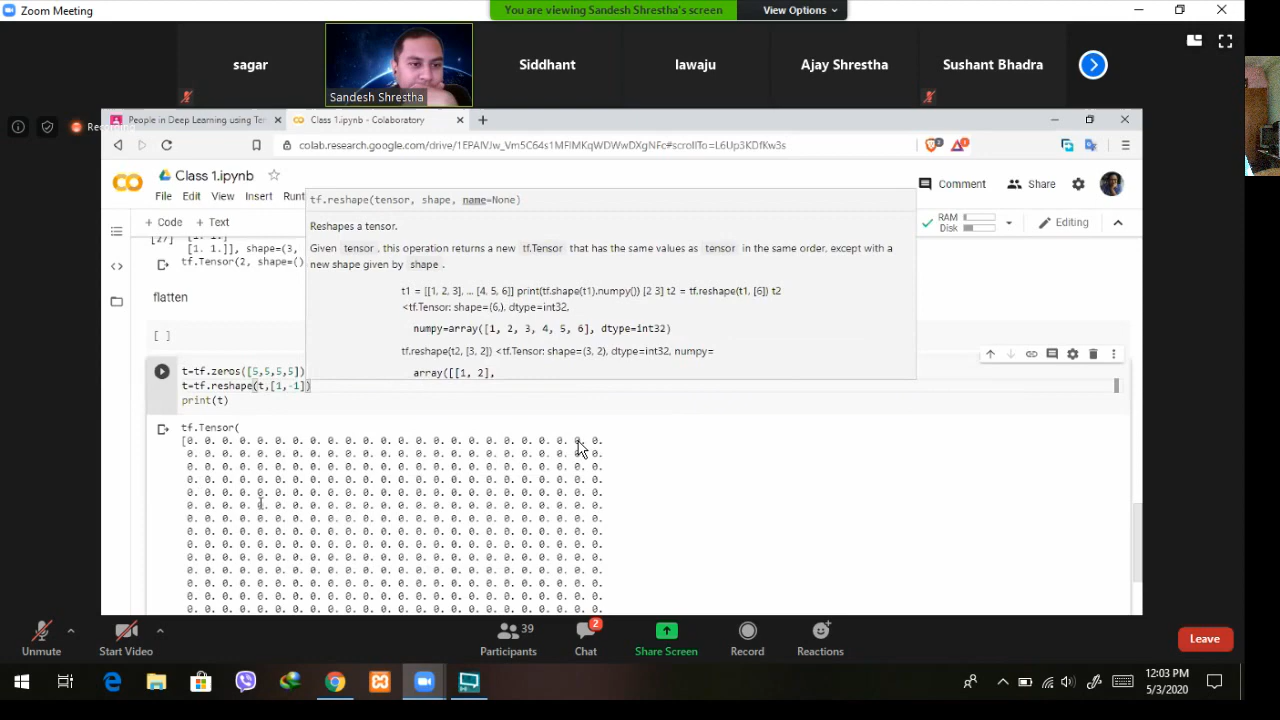 Zoom Meeting
You are viewing Sandesh Shrestha's screen
View Options
sagar
Sandesh Shrestha
Siddhant
lawaju
Ajay Shrestha
Sushant Bhadra
Recording
People in Deep Learning using Ter
Class 1.ipynb - Colaboratory
Class 1.ipynb
Comment
Share
File Edit View Insert Runt
+ Code + Text
RAM
Disk
Editing
tf.reshape(tensor, shape, name=None)
Reshapes a tensor.
Given tensor, this operation returns a new tf.Tensor that has the same values as tensor in the same order, except with a
new shape given by shape.
t1 = [[1, 2, 3], ... [4, 5, 6]] print(tf.shape(t1).numpy()) [2 3] t2 = tf.reshape(t1, [6]) t2
<tf.Tensor: shape=(6,), dtype=int32,
numpy=array([1, 2, 3, 4, 5, 6], dtype=int32)
tf.reshape(t2, [3, 2]) <tf.Tensor: shape=(3, 2), dtype=int32, numpy=
array([[1, 2],
[27]
[1. 1.]], shape=(3,
tf.Tensor(2, shape=()
flatten
[ ]
t=tf.zeros([5,5,5,5])
t=tf.reshape(t,[1,-1])
print(t)
tf.Tensor(
[0. 0. 0. 0. 0. 0. 0. 0. 0. 0. 0. 0. 0. 0. 0. 0. 0. 0. 0. 0. 0. 0. 0. 0.
0. 0. 0. 0. 0. 0. 0. 0. 0. 0. 0. 0. 0. 0. 0. 0. 0. 0. 0. 0. 0. 0. 0. 0.
0. 0. 0. 0. 0. 0. 0. 0. 0. 0. 0. 0. 0. 0. 0. 0. 0. 0. 0. 0. 0. 0. 0. 0.
0. 0. 0. 0. 0. 0. 0. 0. 0. 0. 0. 0. 0. 0. 0. 0. 0. 0. 0. 0. 0. 0. 0. 0.
0. 0. 0. 0. 0. 0. 0. 0. 0. 0. 0. 0. 0. 0. 0. 0. 0. 0. 0. 0. 0. 0. 0. 0.
0. 0. 0. 0. 0. 0. 0. 0. 0. 0. 0. 0. 0. 0. 0. 0. 0. 0. 0. 0. 0. 0. 0. 0.
0. 0. 0. 0. 0. 0. 0. 0. 0. 0. 0. 0. 0. 0. 0. 0. 0. 0. 0. 0. 0. 0. 0. 0.
0. 0. 0. 0. 0. 0. 0. 0. 0. 0. 0. 0. 0. 0. 0. 0. 0. 0. 0. 0. 0. 0. 0. 0.
0. 0. 0. 0. 0. 0. 0. 0. 0. 0. 0. 0. 0. 0. 0. 0. 0. 0. 0. 0. 0. 0. 0. 0.
0. 0. 0. 0. 0. 0. 0. 0. 0. 0. 0. 0. 0. 0. 0. 0. 0. 0. 0. 0. 0. 0. 0. 0.
0. 0. 0. 0. 0. 0. 0. 0. 0. 0. 0. 0. 0. 0. 0. 0. 0. 0. 0. 0. 0. 0. 0. 0.
0. 0. 0. 0. 0. 0. 0. 0. 0. 0. 0. 0. 0. 0. 0. 0. 0. 0. 0. 0. 0. 0. 0. 0.
0. 0. 0. 0. 0. 0. 0. 0. 0. 0. 0. 0. 0. 0. 0. 0. 0. 0. 0. 0. 0. 0. 0. 0.
0. 0. 0. 0. 0. 0. 0. 0. 0. 0. 0. 0. 0. 0. 0. 0. 0. 0. 0. 0. 0. 0. 0. 0.
39
2
Unmute
Start Video
Participants
Chat
Share Screen
Record
Reactions
Leave
12:03 PM
5/3/2020